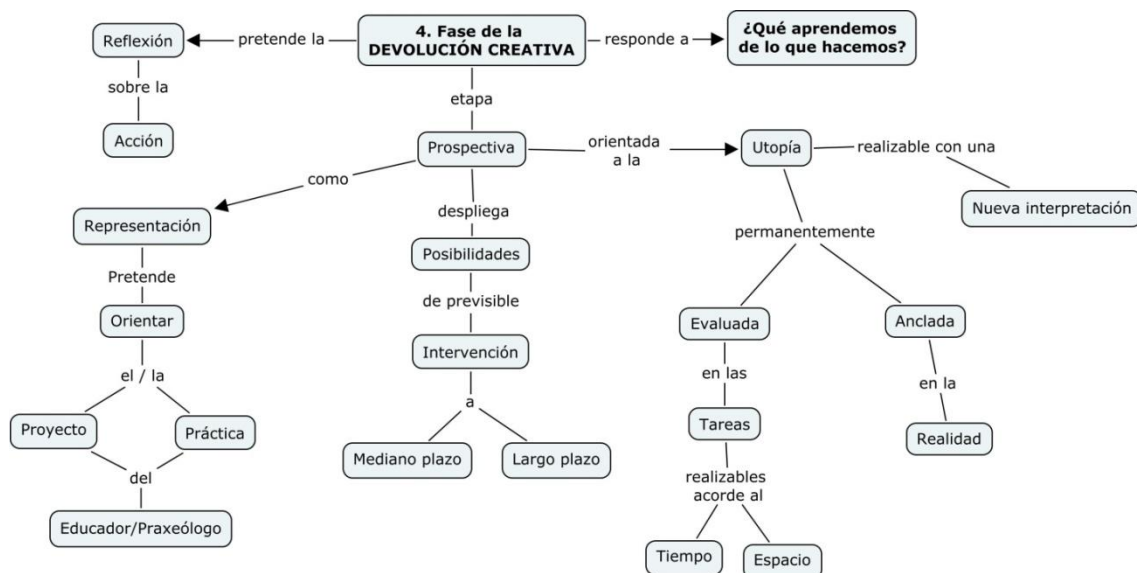 Reflexión
pretende la
4. Fase de la
DEVOLUCIÓN CREATIVA
responde a
¿Qué aprendemos
de lo que hacemos?
sobre la
Acción
etapa
Prospectiva
orientada
a la
Utopía
realizable con una
Nueva interpretación
como
Representación
Pretende
Orientar
el / la
Proyecto
Práctica
del
Educador/Praxeólogo
despliega
Posibilidades
de previsible
Intervención
a
Mediano plazo
Largo plazo
permanentemente
Evaluada
Anclada
en las
Tareas
realizables
acorde al
Tiempo
Espacio
en la
Realidad